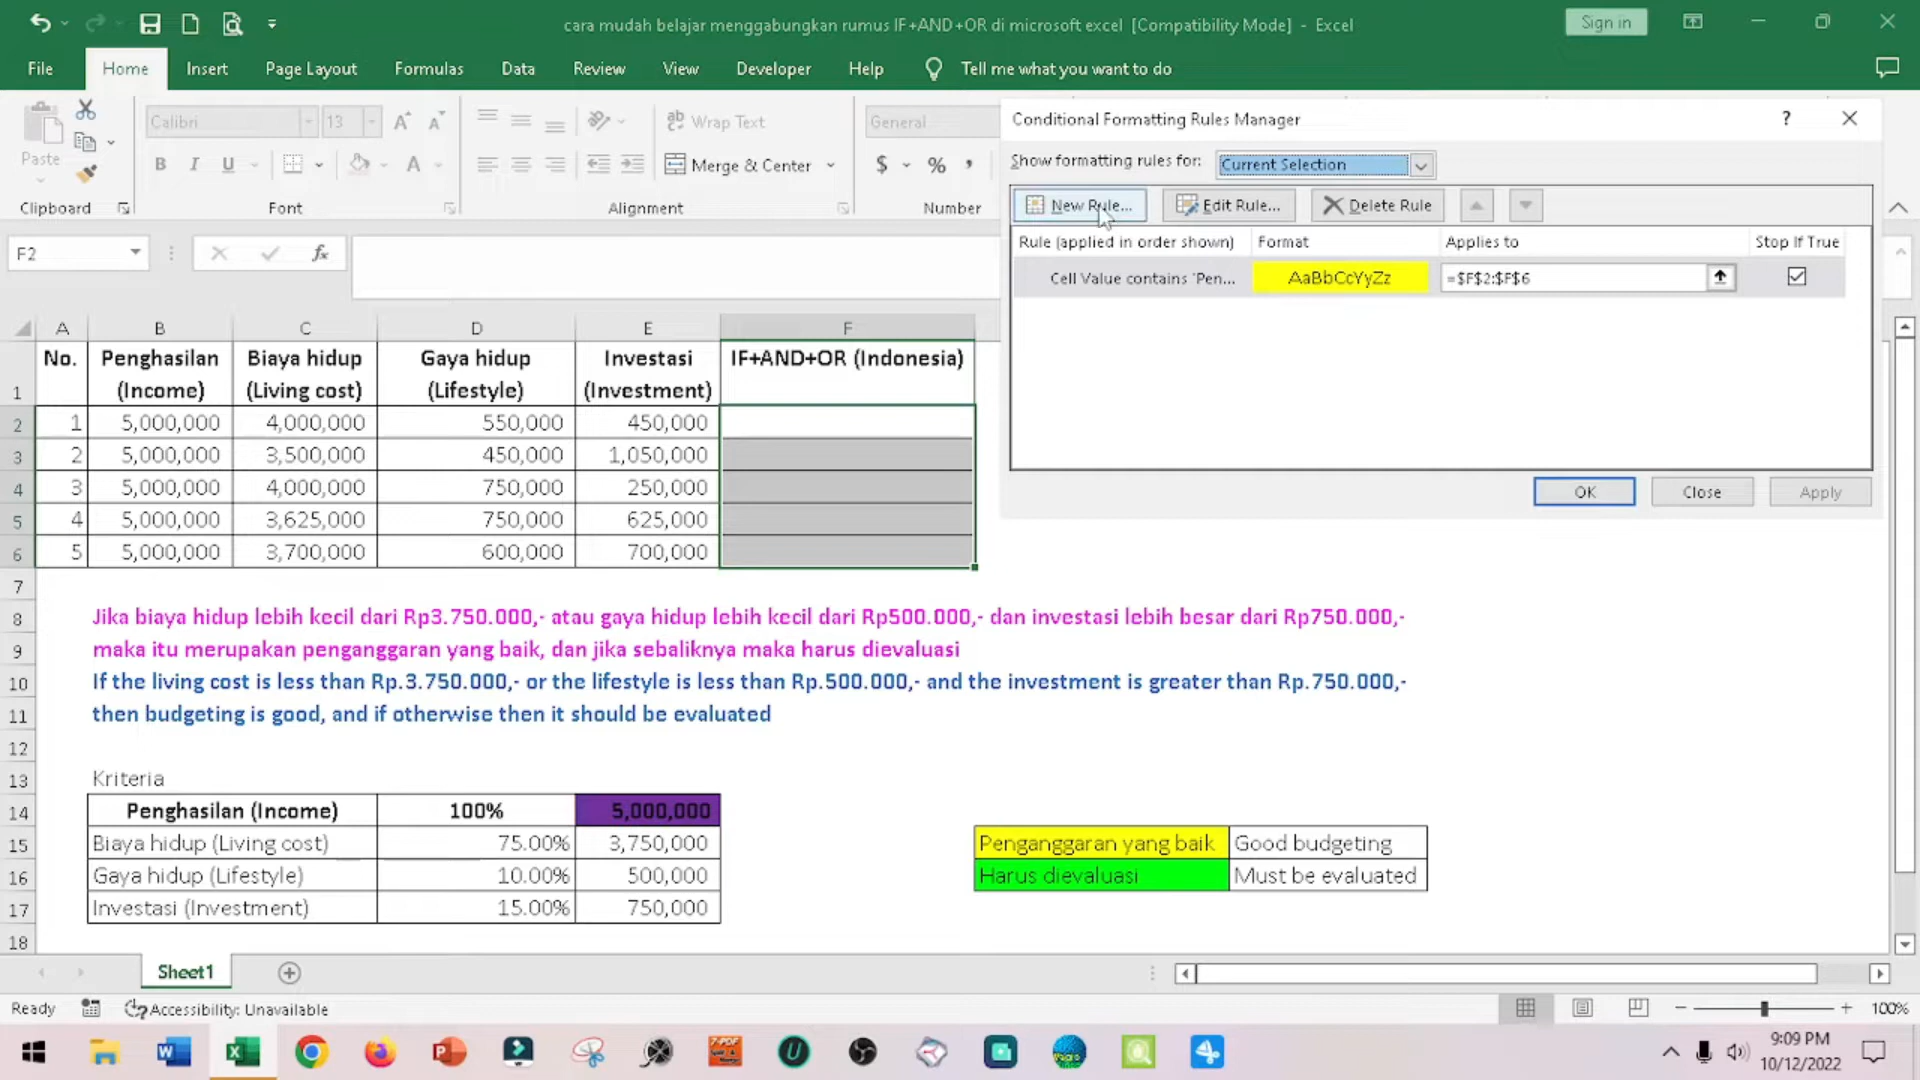 cara mudah belajar menggabungkan rumus IF+AND+OR di microsoft excel [Compatibility Mode] - Excel
Sign in
File Home Insert Page Layout Formulas Data Review View Developer Help Tell me what you want to do
Paste
Calibri 13
B I U
Wrap Text
Merge & Center
General
$ % ,
Clipboard Font Alignment Number
Conditional Formatting Rules Manager ?
Show formatting rules for: Current Selection
New Rule... Edit Rule... Delete Rule
Rule (applied in order shown) Format Applies to Stop If True
Cell Value contains 'Pen... AaBbCcYyZz =$F$2:$F$6
OK Close Apply
F2 fx
A B C D E F
1 No. Penghasilan (Income) Biaya hidup (Living cost) Gaya hidup (Lifestyle) Investasi (Investment) IF+AND+OR (Indonesia)
2 1 5,000,000 4,000,000 550,000 450,000
3 2 5,000,000 3,500,000 450,000 1,050,000
4 3 5,000,000 4,000,000 750,000 250,000
5 4 5,000,000 3,625,000 750,000 625,000
6 5 5,000,000 3,700,000 600,000 700,000
7
8 Jika biaya hidup lebih kecil dari Rp3.750.000,- atau gaya hidup lebih kecil dari Rp500.000,- dan investasi lebih besar dari Rp750.000,-
9 maka itu merupakan penganggaran yang baik, dan jika sebaliknya maka harus dievaluasi
10 If the living cost is less than Rp.3.750.000,- or the lifestyle is less than Rp.500.000,- and the investment is greater than Rp.750.000,-
11 then budgeting is good, and if otherwise then it should be evaluated
12
13 Kriteria
14 Penghasilan (Income) 100% 5,000,000
15 Biaya hidup (Living cost) 75.00% 3,750,000 Penganggaran yang baik Good budgeting
16 Gaya hidup (Lifestyle) 10.00% 500,000 Harus dievaluasi Must be evaluated
17 Investasi (Investment) 15.00% 750,000
18
Sheet1
Ready Accessibility: Unavailable 100%
9:09 PM
10/12/2022